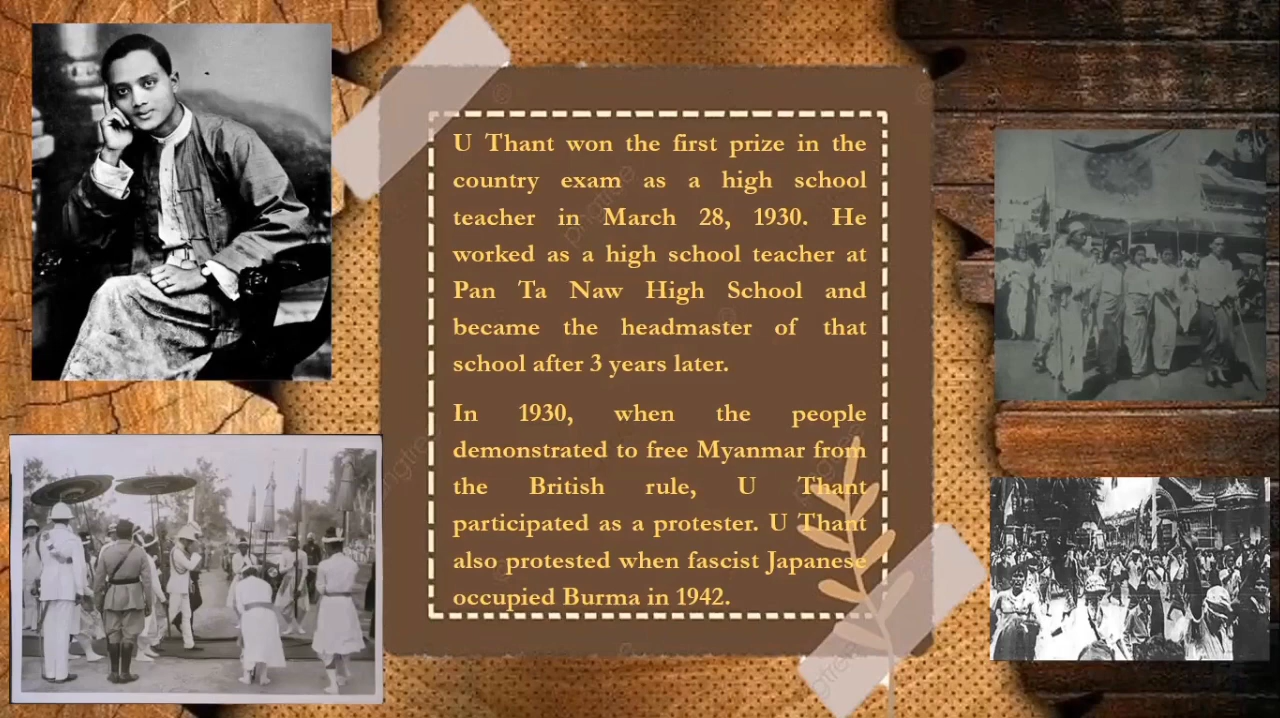 U Thant won the first prize in the
country exam as a high school
teacher in March 28, 1930. He
worked as a high school teacher at
Pan Ta Naw High School and
became the headmaster of that
school after 3 years later.
In 1930, when the people
demonstrated to free Myanmar from
the British rule, U Thant
participated as a protester. U Thant
also protested when fascist Japanese
occupied Burma in 1942.